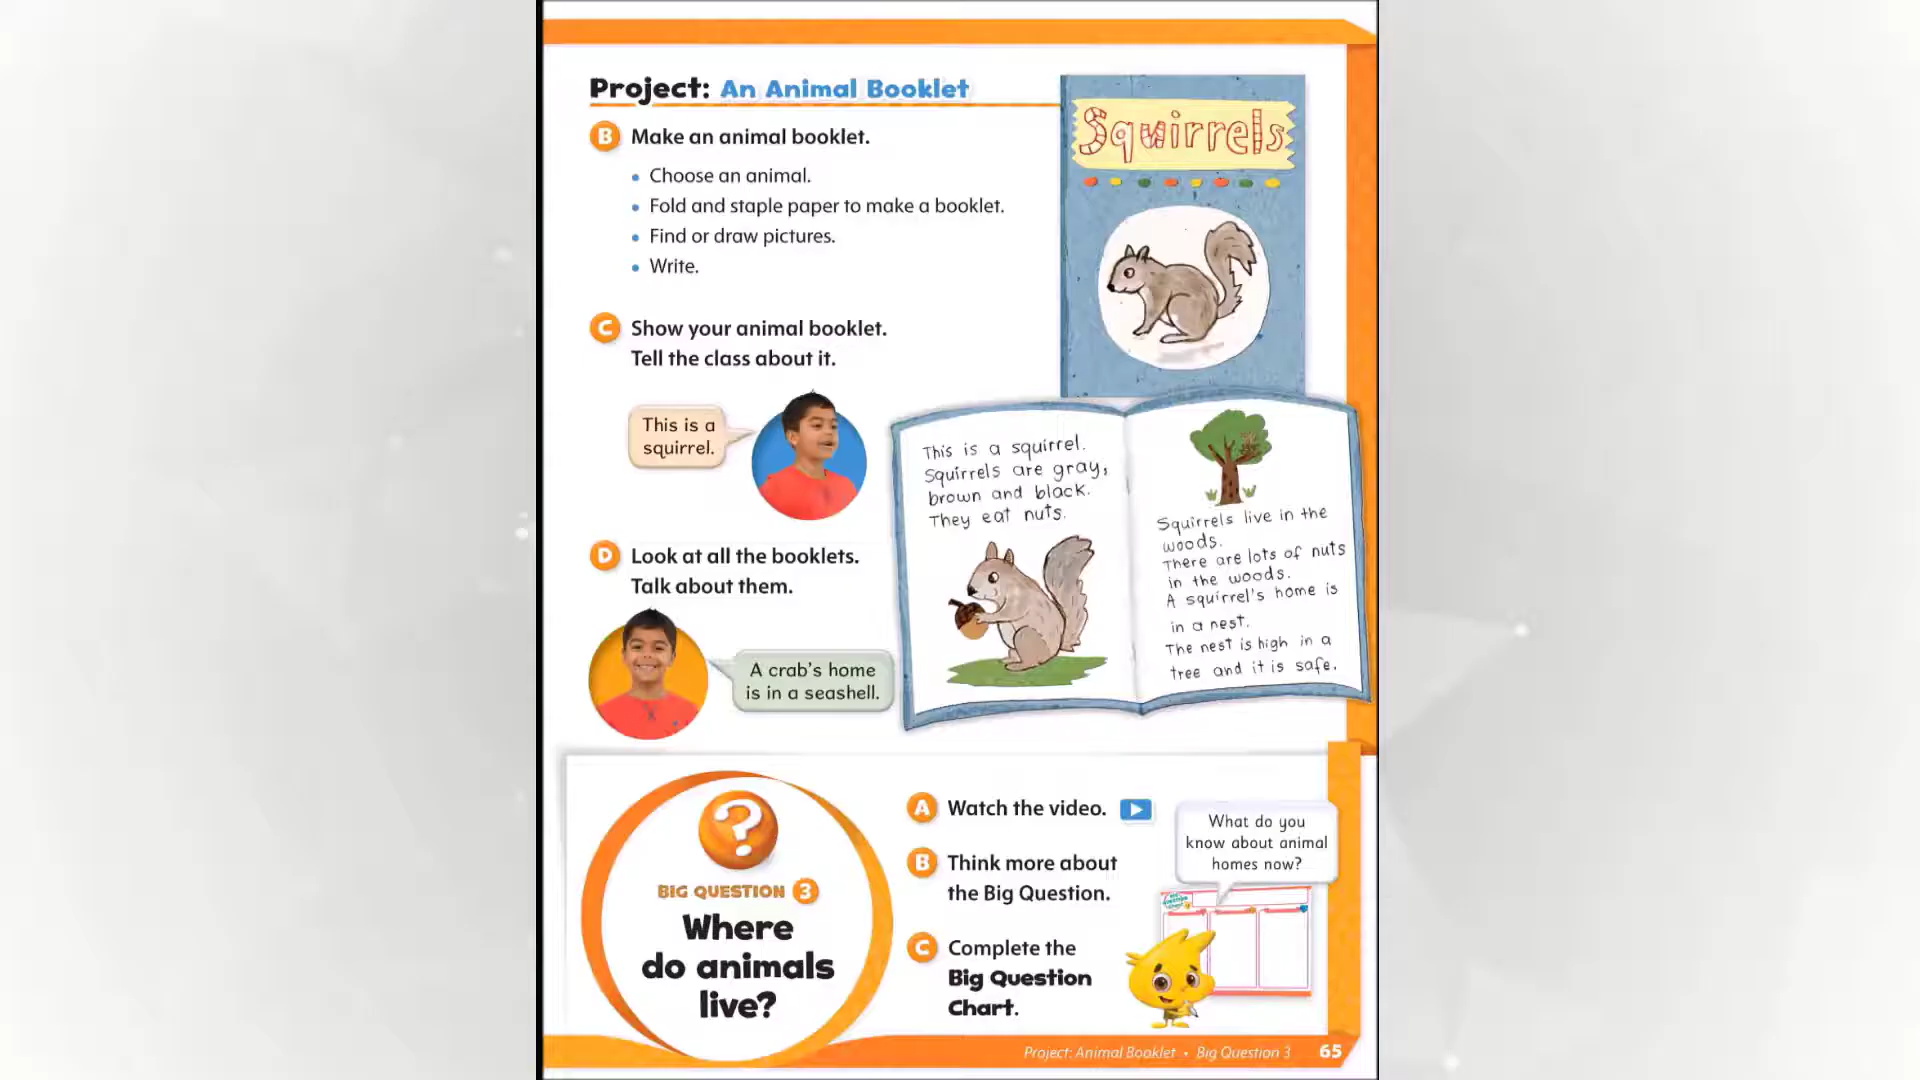 Project: An Animal Booklet
B Make an animal booklet.
• Choose an animal.
• Fold and staple paper to make a booklet.
• Find or draw pictures.
• Write.
C Show your animal booklet.
Tell the class about it.
This is a
squirrel.
D Look at all the booklets.
Talk about them.
A crab's home
is in a seashell.
Squirrels
This is a squirrel.
Squirrels are gray,
brown and black.
They eat nuts.
Squirrels live in the
woods.
There are lots of nuts
in the woods.
A squirrel's home is
in a nest.
The nest is high in a
tree and it is safe.
?
BIG QUESTION 3
Where
do animals
live?
A Watch the video.
B Think more about
the Big Question.
C Complete the
Big Question
Chart.
What do you
know about animal
homes now?
Project: Animal Booklet • Big Question 3 65